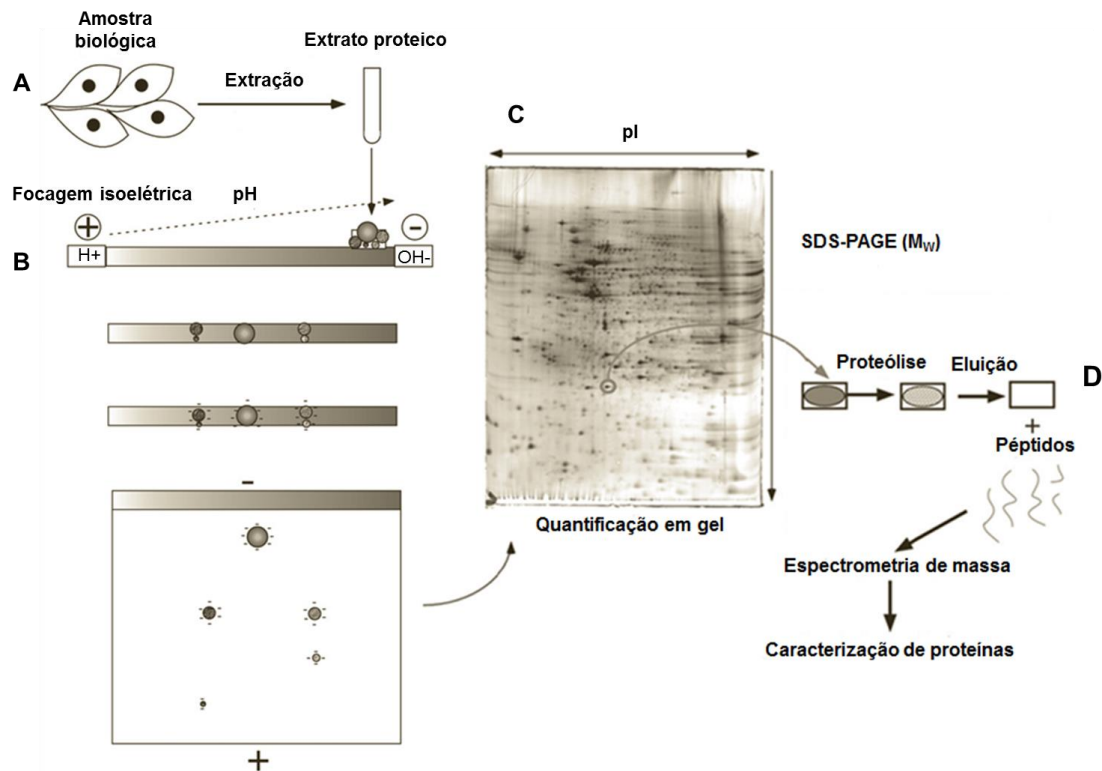 A
Amostra
biológica
Extração
Extrato proteico
Focagem isoelétrica
pH
+
-
H+
OH-
B
-
+
C
pI
SDS-PAGE (MW)
Quantificação em gel
Proteólise
Eluição
D
+
Péptidos
Espectrometria de massa
Caracterização de proteínas